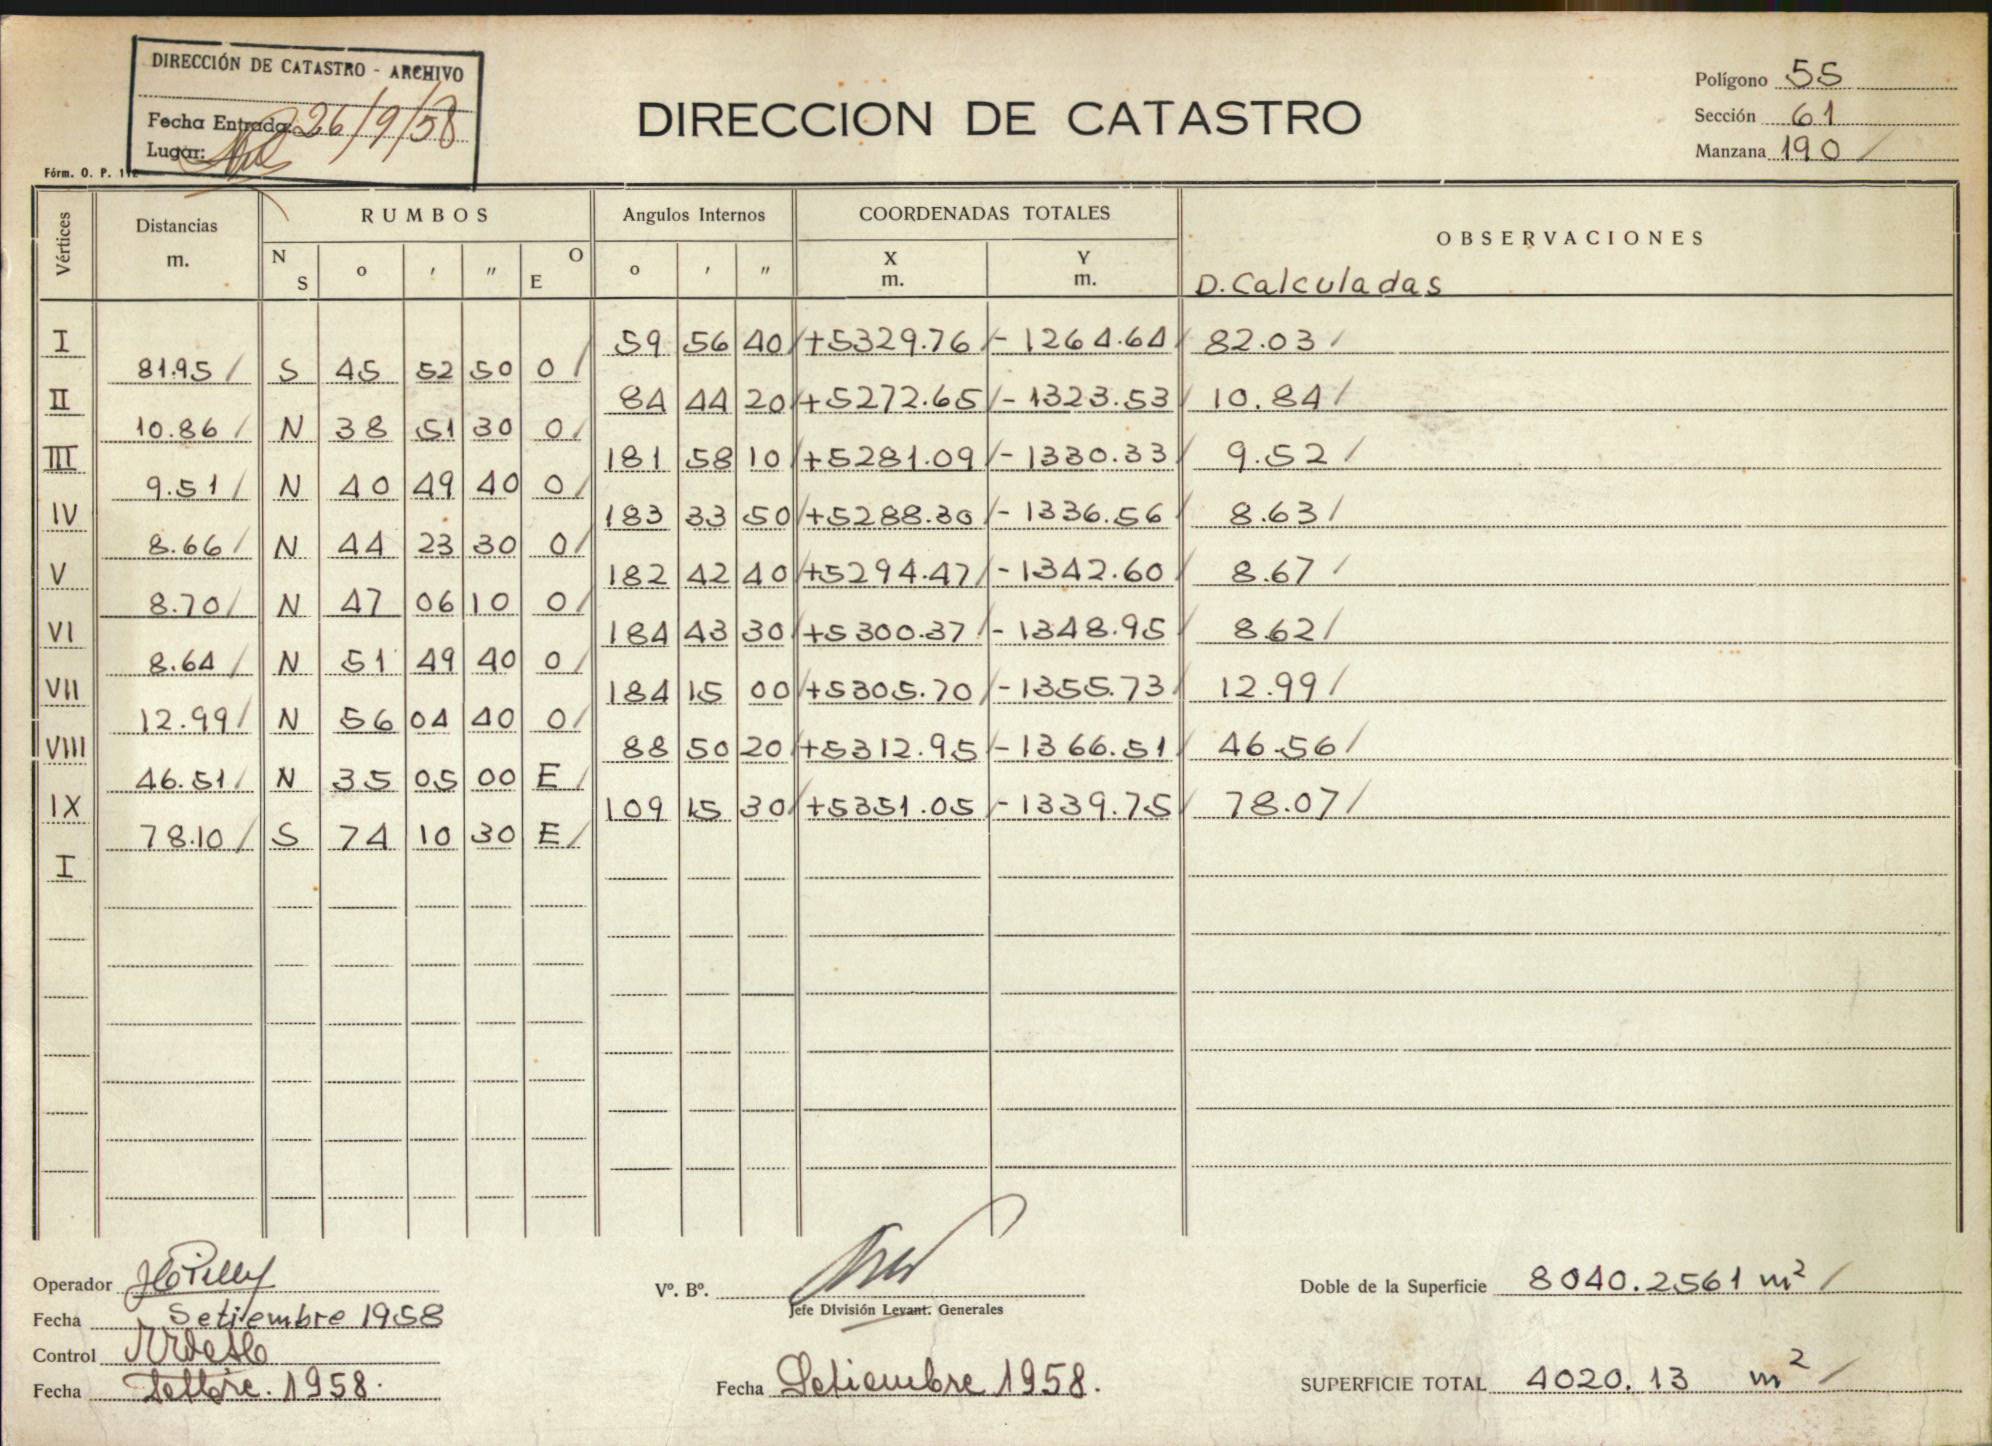 DIRECCIÓN DE CATASTRO - ARCHIVO
Fecha Entrada: 26/9/58
Lugar:
Fórm. O. P. 112
DIRECCION DE CATASTRO
Polígono 55
Sección 61
Manzana 190 /
Vértices Distancias m. RUMBOS Angulos Internos COORDENADAS TOTALES OBSERVACIONES
N S o ′ ″ O E o ′ ″ X m. Y m. D. Calculadas
I 59 56 40 / +5329.76 / - 1264.64 / 82.03 /
81.95 / S 45 52 50 O /
II 84 44 20 / +5272.65 / - 1323.53 / 10.84 /
10.86 / N 38 51 30 O /
III 181 58 10 / +5281.09 / - 1330.33 / 9.52 /
9.51 / N 40 49 40 O /
IV 183 33 50 / +5288.30 / - 1336.56 / 8.63 /
8.66 / N 44 23 30 O /
V 182 42 40 / +5294.47 / - 1342.60 / 8.67 /
8.70 / N 47 06 10 O /
VI 184 43 30 / +5300.37 / - 1348.95 / 8.62 /
8.64 / N 51 49 40 O /
VII 184 15 00 / +5305.70 / - 1355.73 / 12.99 /
12.99 / N 56 04 40 O /
VIII 88 50 20 / +5312.95 / - 1366.51 / 46.56 /
46.51 / N 35 05 00 E /
IX 109 15 30 / +5351.05 / - 1339.75 / 78.07 /
78.10 / S 74 10 30 E /
I
Operador
Fecha Setiembre 1958
Control
Fecha Setbre. 1958.
Vº. Bº.
Jefe División Levant. Generales
Fecha Setiembre 1958.
Doble de la Superficie 8040.2561 m² /
SUPERFICIE TOTAL 4020.13 m² /